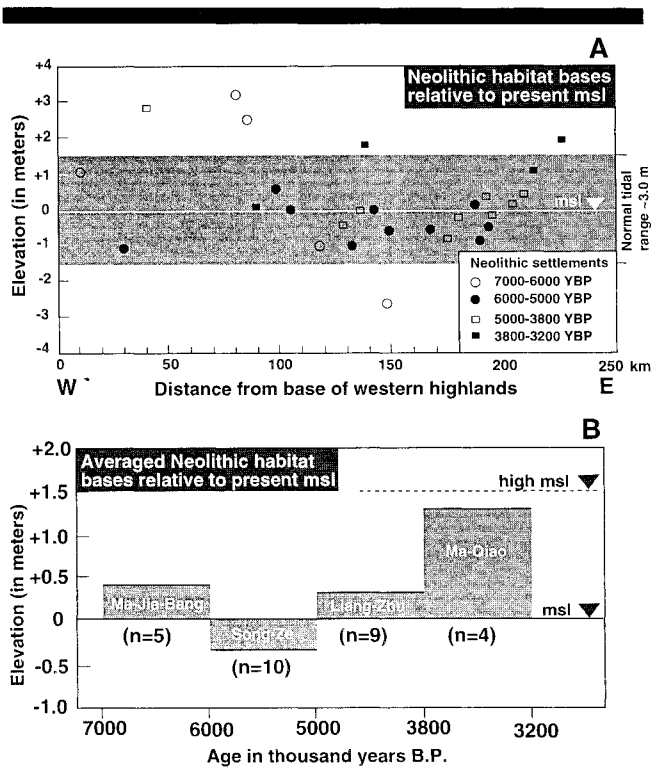 A
Neolithic habitat bases
relative to present msl
+4
+3
+2
+1
0
-1
-2
-3
-4
Elevation (in meters)
msl
Normal tidal
range ~3.0 m
Neolithic settlements
7000-6000 YBP
6000-5000 YBP
5000-3800 YBP
3800-3200 YBP
0 50 100 150 200 250 km
W Distance from base of western highlands E
B
Averaged Neolithic habitat
bases relative to present msl
+2.0
+1.5
+1.0
+0.5
0
-0.5
-1.0
Elevation (in meters)
high msl
Ma-Qiao
Ma-Jia-Bang
Liang-Zhu
msl
Song-Ze
(n=5) (n=9) (n=4)
(n=10)
7000 6000 5000 3800 3200
Age in thousand years B.P.